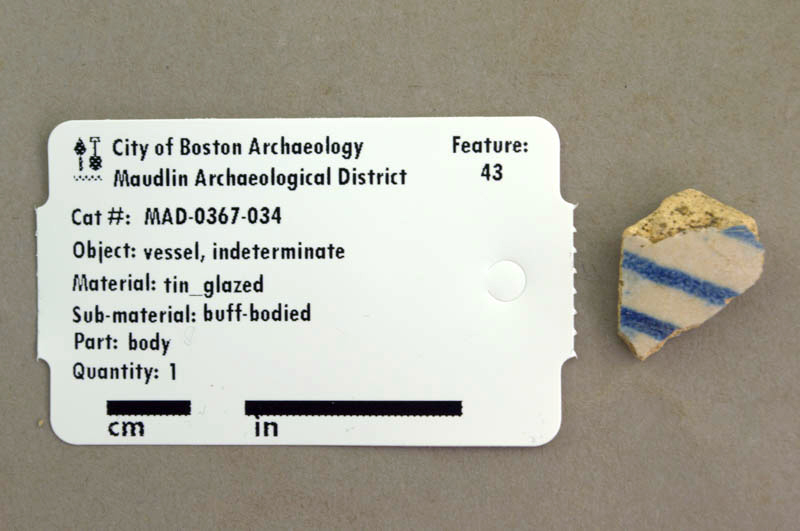 City of Boston Archaeology
Maudlin Archaeological District
Feature:
43
Cat #: MAD-0367-034
Object: vessel, indeterminate
Material: tin_glazed
Sub-material: buff-bodied
Part: body
Quantity: 1
cm in